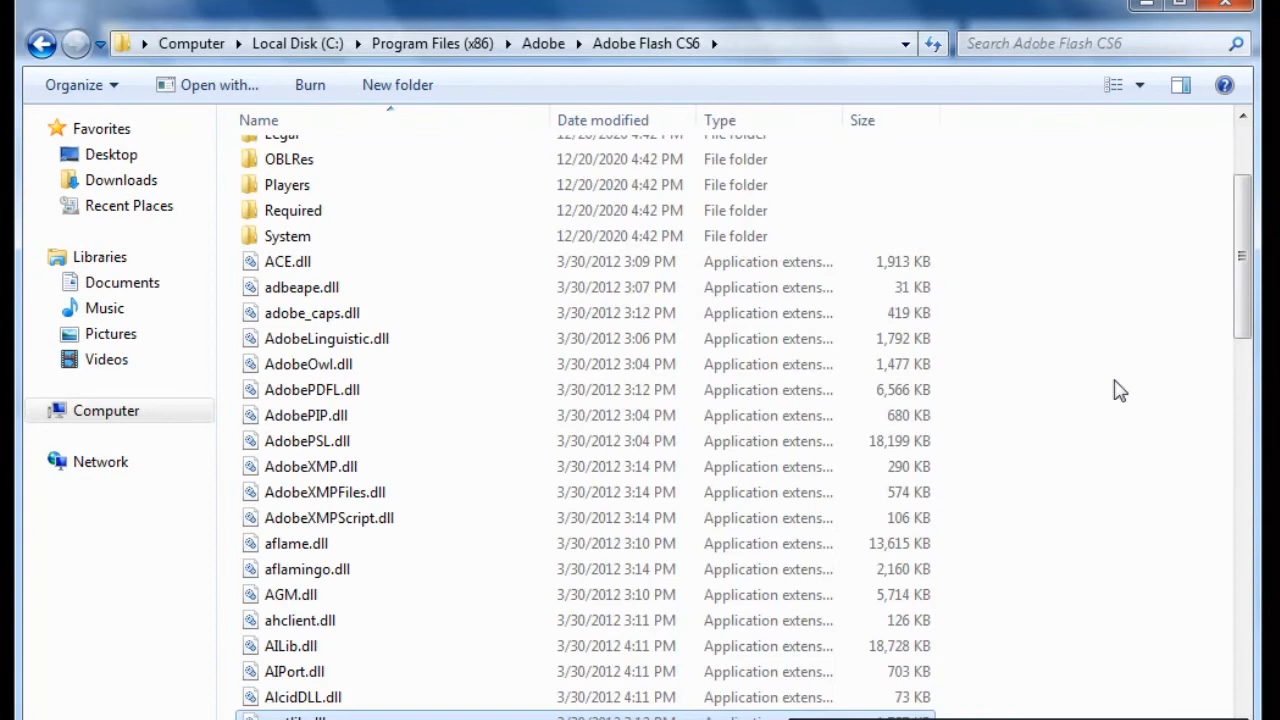 Computer Local Disk (C:) Program Files (x86) Adobe Adobe Flash CS6 Search Adobe Flash CS6
Organize Open with... Burn New folder
Favorites
Desktop
Downloads
Recent Places
Libraries
Documents
Music
Pictures
Videos
Computer
Network
Name Date modified Type Size
Legal 12/20/2020 4:42 PM File folder
OBLRes 12/20/2020 4:42 PM File folder
Players 12/20/2020 4:42 PM File folder
Required 12/20/2020 4:42 PM File folder
System 12/20/2020 4:42 PM File folder
ACE.dll 3/30/2012 3:09 PM Application extens... 1,913 KB
adbeape.dll 3/30/2012 3:07 PM Application extens... 31 KB
adobe_caps.dll 3/30/2012 3:12 PM Application extens... 419 KB
AdobeLinguistic.dll 3/30/2012 3:06 PM Application extens... 1,792 KB
AdobeOwl.dll 3/30/2012 3:04 PM Application extens... 1,477 KB
AdobePDFL.dll 3/30/2012 3:12 PM Application extens... 6,566 KB
AdobePIP.dll 3/30/2012 3:04 PM Application extens... 680 KB
AdobePSL.dll 3/30/2012 3:04 PM Application extens... 18,199 KB
AdobeXMP.dll 3/30/2012 3:14 PM Application extens... 290 KB
AdobeXMPFiles.dll 3/30/2012 3:14 PM Application extens... 574 KB
AdobeXMPScript.dll 3/30/2012 3:14 PM Application extens... 106 KB
aflame.dll 3/30/2012 3:10 PM Application extens... 13,615 KB
aflamingo.dll 3/30/2012 3:14 PM Application extens... 2,160 KB
AGM.dll 3/30/2012 3:10 PM Application extens... 5,714 KB
ahclient.dll 3/30/2012 3:11 PM Application extens... 126 KB
AILib.dll 3/30/2012 4:11 PM Application extens... 18,728 KB
AIPort.dll 3/30/2012 4:11 PM Application extens... 703 KB
AlcidDLL.dll 3/30/2012 4:11 PM Application extens... 73 KB